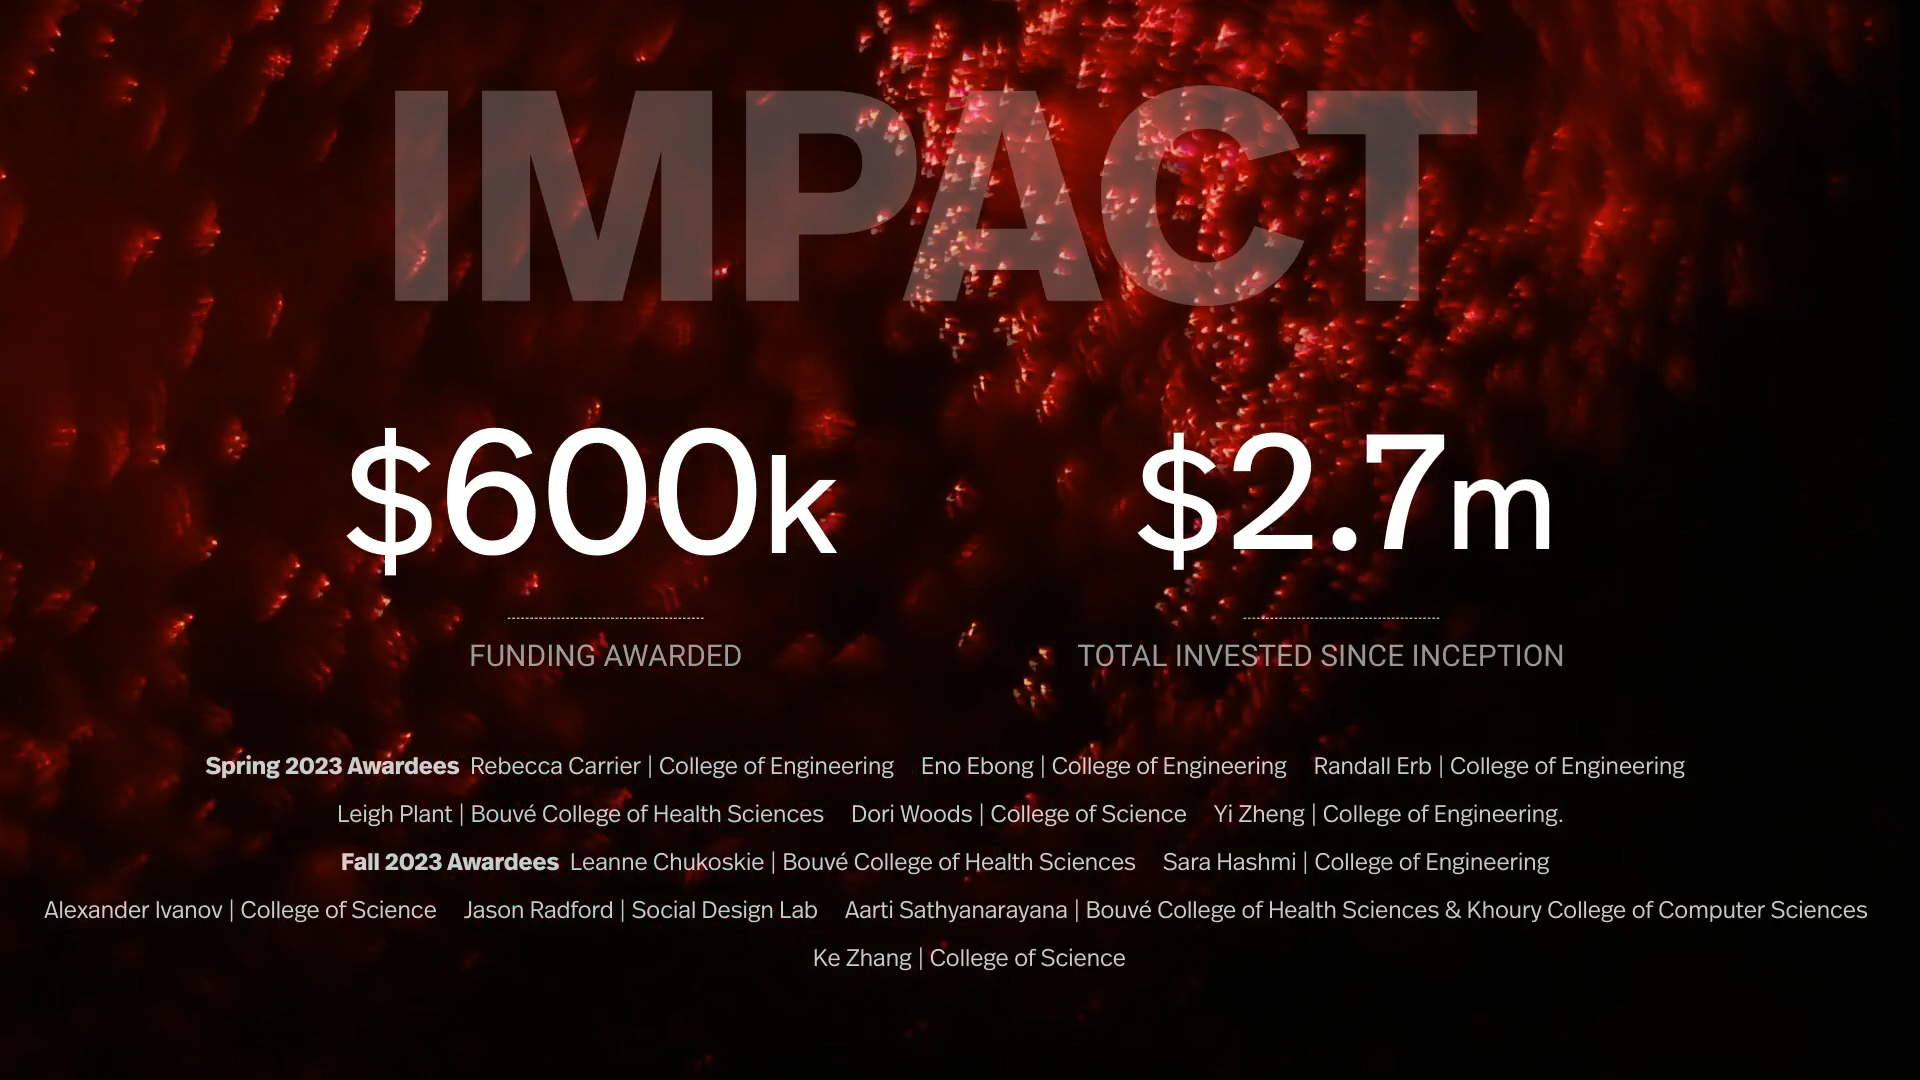 IMPACT
$600k
$2.7m
FUNDING AWARDED
TOTAL INVESTED SINCE INCEPTION
Spring 2023 Awardees Rebecca Carrier | College of Engineering Eno Ebong | College of Engineering Randall Erb | College of Engineering
Leigh Plant | Bouvé College of Health Sciences Dori Woods | College of Science Yi Zheng | College of Engineering.
Fall 2023 Awardees Leanne Chukoskie | Bouvé College of Health Sciences Sara Hashmi | College of Engineering
Alexander Ivanov | College of Science Jason Radford | Social Design Lab Aarti Sathyanarayana | Bouvé College of Health Sciences & Khoury College of Computer Sciences
Ke Zhang | College of Science